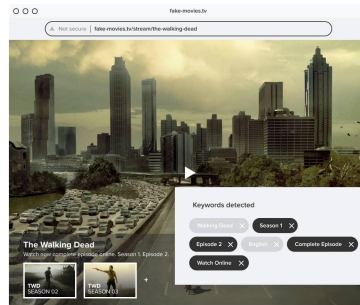 fake-movies.tv
Not secure | fake-movies.tv/stream/the-walking-dead
Keywords detected
Walking Dead X Season 1 X
Episode 2 X English X Complete Episode X
Watch Online X
The Walking Dead
Watch now complete episode online. Season 1. Episode 2.
TWD
SEASON 02
TWD
SEASON 03
+